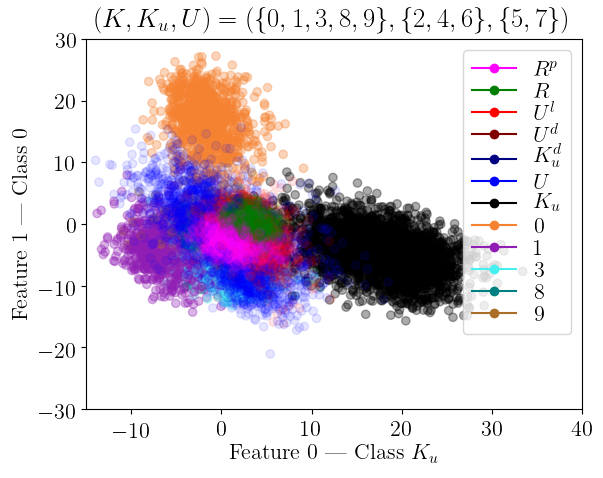 (K, K_u, U) = ({0, 1, 3, 8, 9}, {2, 4, 6}, {5, 7})
30
20
10
0
−10
−20
−30
Feature 1 — Class 0
R^p
R
U^l
U^d
K_u^d
U
K_u
0
1
3
8
9
−10
0
10
20
30
40
Feature 0 — Class K_u